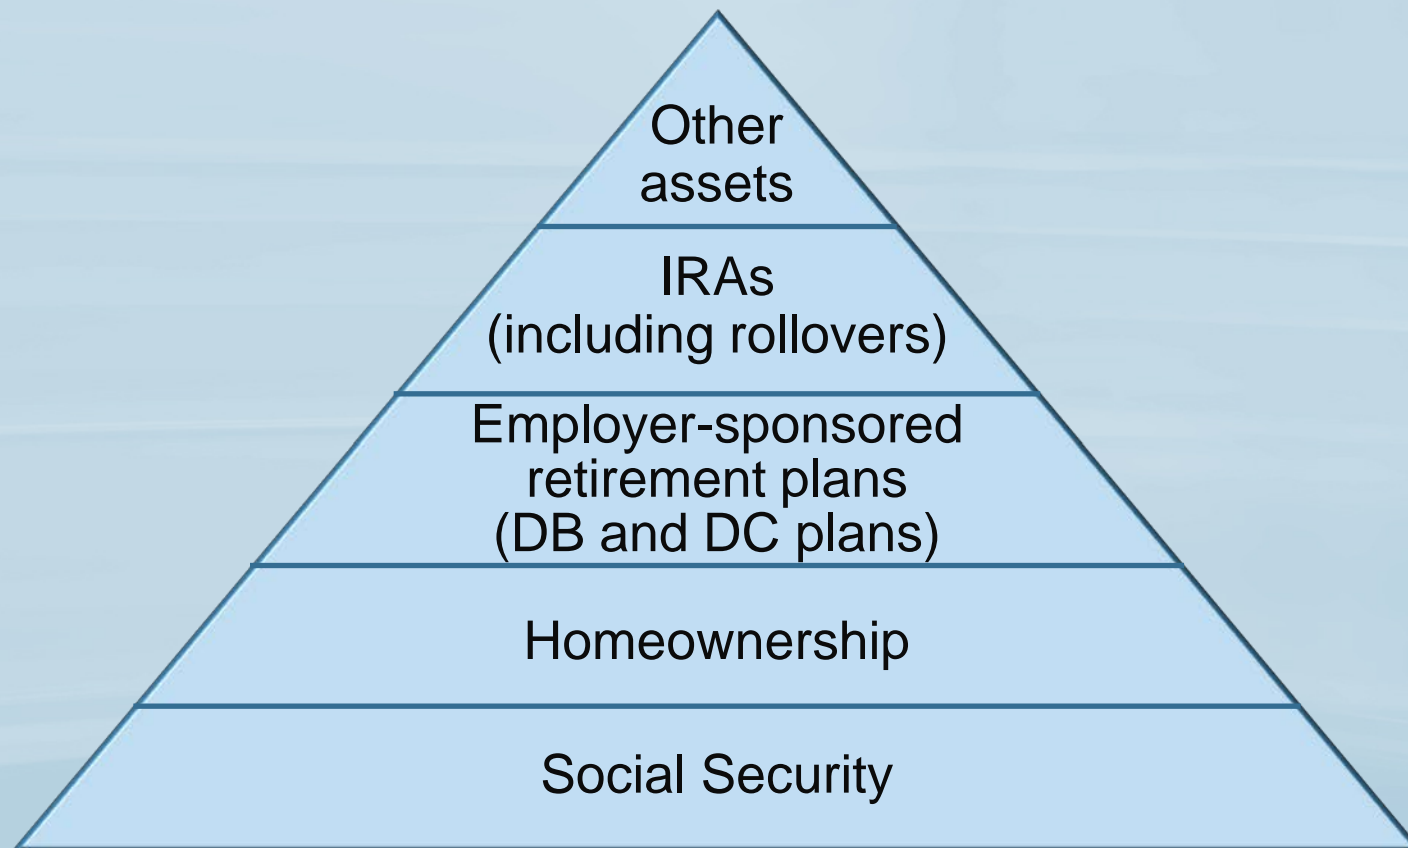 Other
assets
IRAs
(including rollovers)
Employer-sponsored
retirement plans
(DB and DC plans)
Homeownership
Social Security